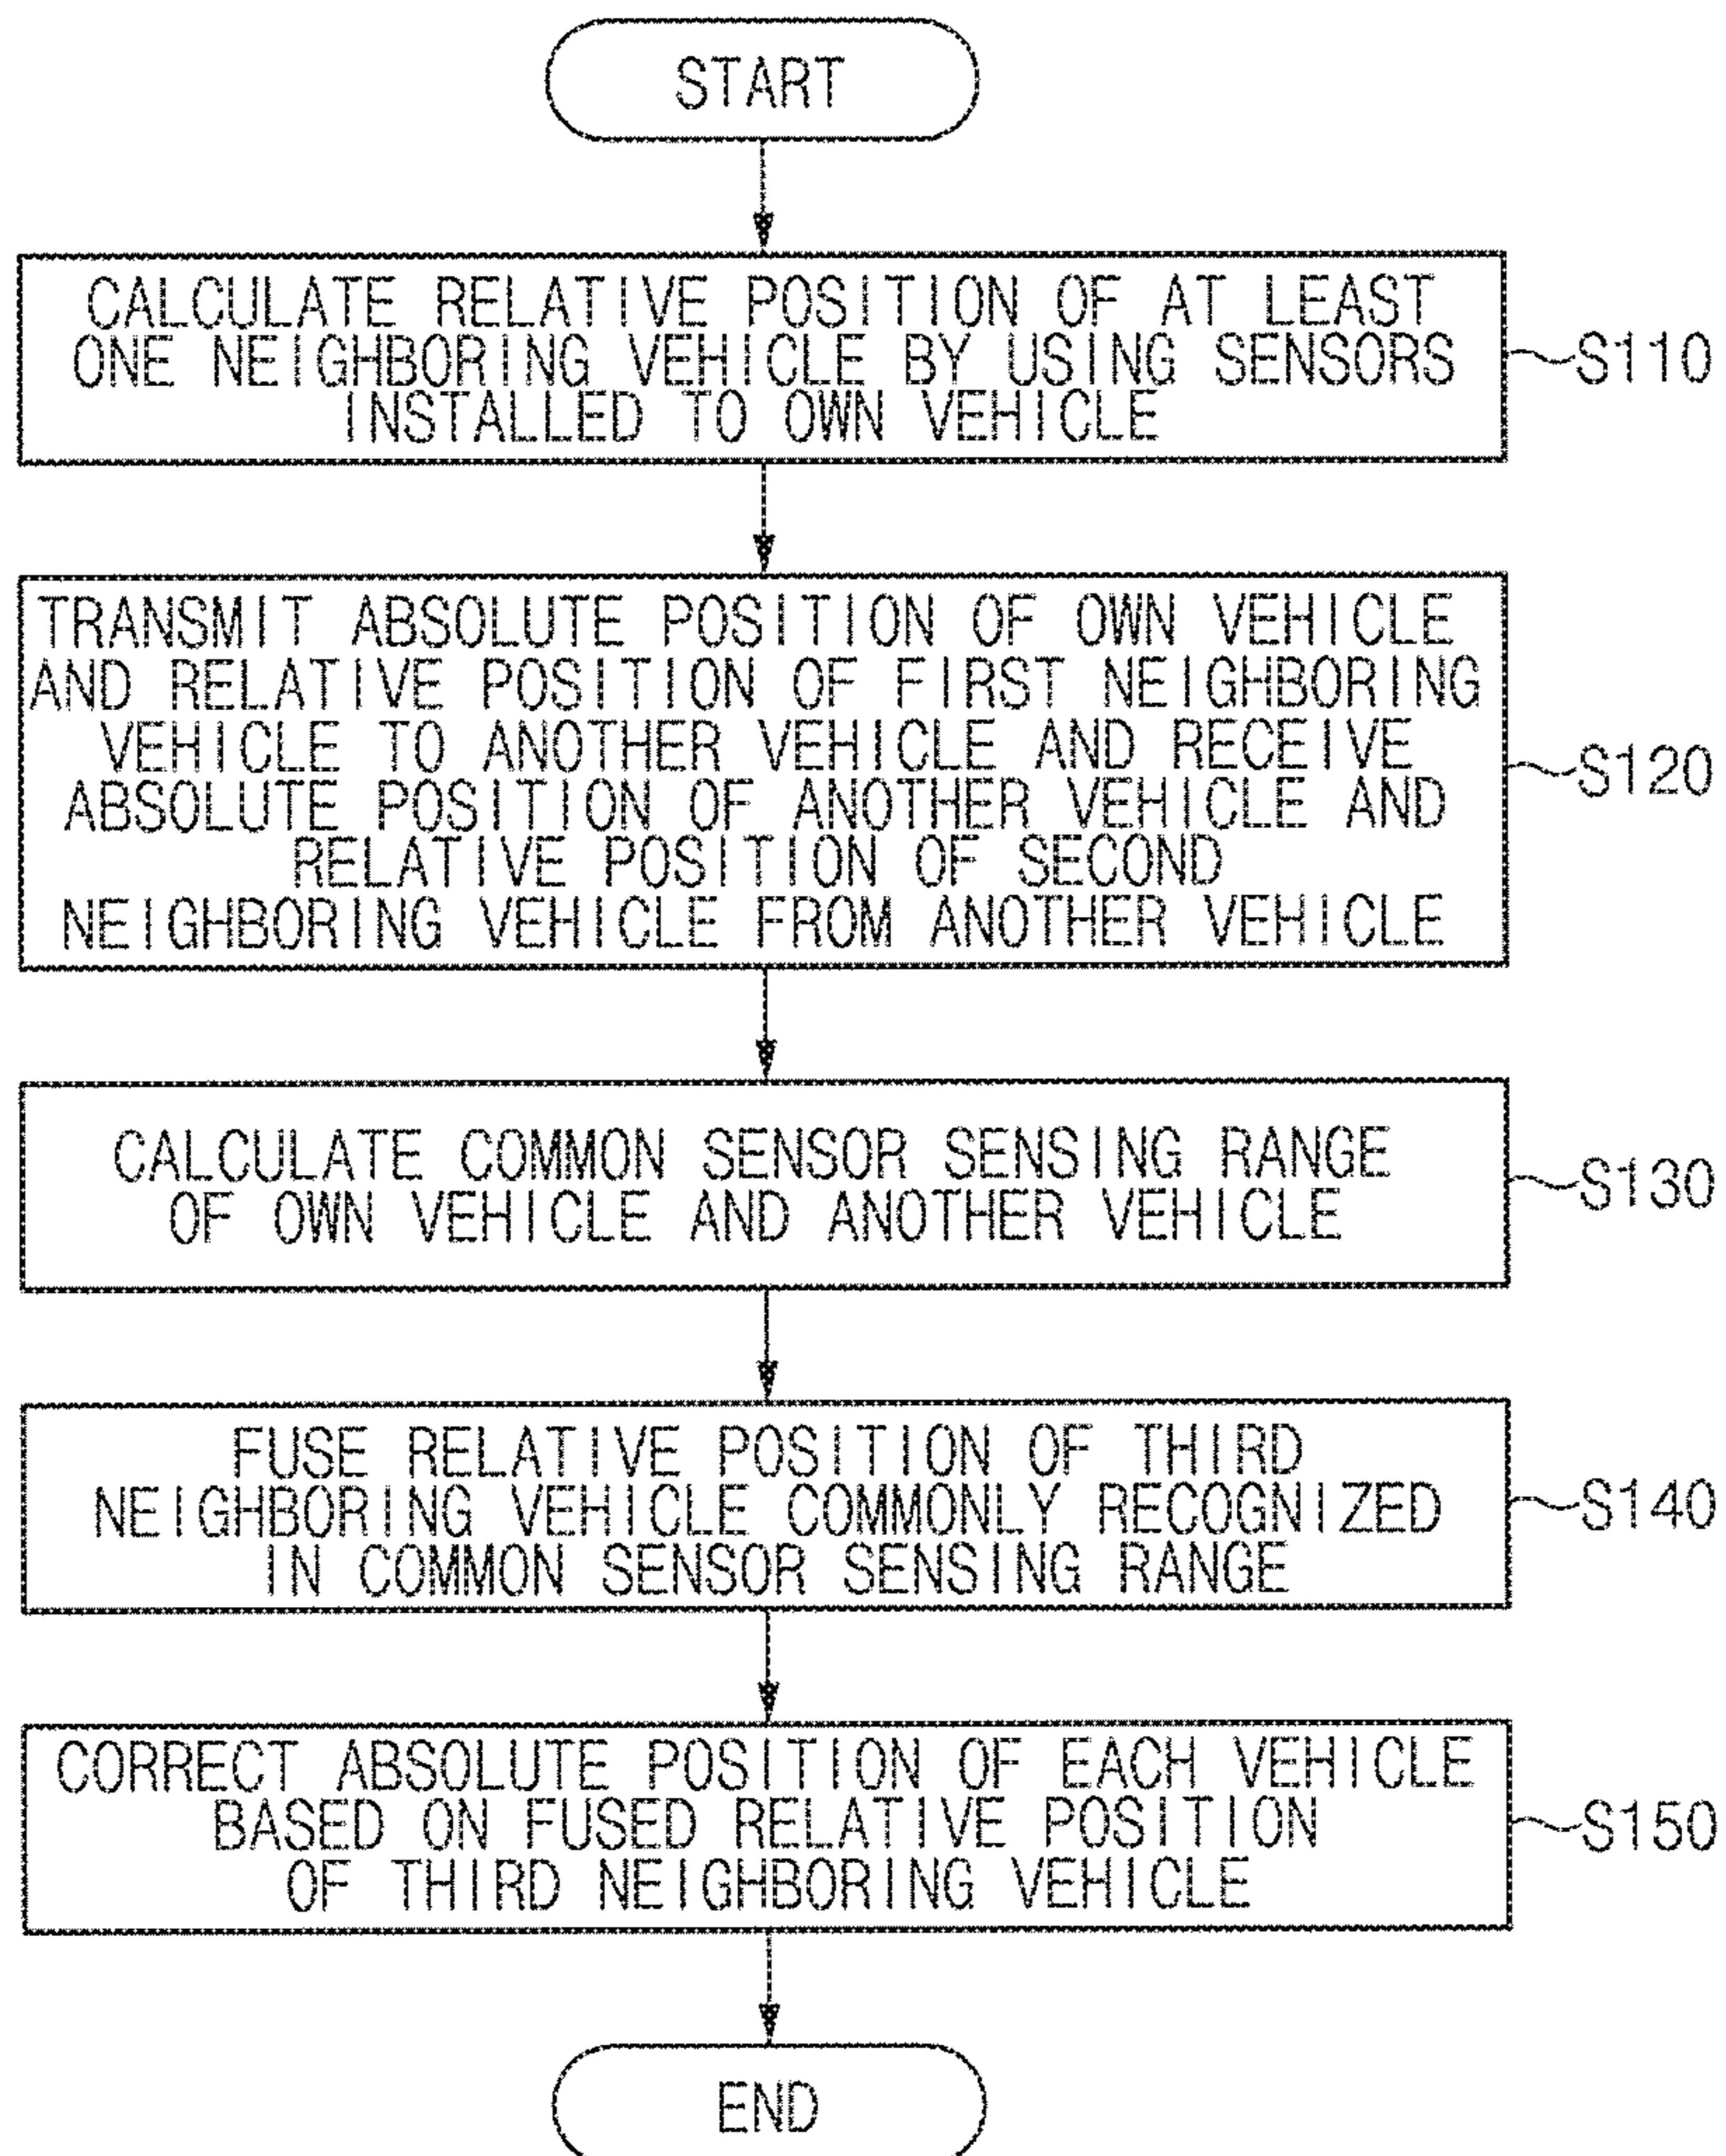 START
CALCULATE RELATIVE POSITION OF AT LEAST
ONE NEIGHBORING VEHICLE BY USING SENSORS
INSTALLED TO OWN VEHICLE
S110
TRANSMIT ABSOLUTE POSITION OF OWN VEHICLE
AND RELATIVE POSITION OF FIRST NEIGHBORING
VEHICLE TO ANOTHER VEHICLE AND RECEIVE
ABSOLUTE POSITION OF ANOTHER VEHICLE AND
RELATIVE POSITION OF SECOND
NEIGHBORING VEHICLE FROM ANOTHER VEHICLE
S120
CALCULATE COMMON SENSOR SENSING RANGE
OF OWN VEHICLE AND ANOTHER VEHICLE
S130
FUSE RELATIVE POSITION OF THIRD
NEIGHBORING VEHICLE COMMONLY RECOGNIZED
IN COMMON SENSOR SENSING RANGE
S140
CORRECT ABSOLUTE POSITION OF EACH VEHICLE
BASED ON FUSED RELATIVE POSITION
OF THIRD NEIGHBORING VEHICLE
S150
END